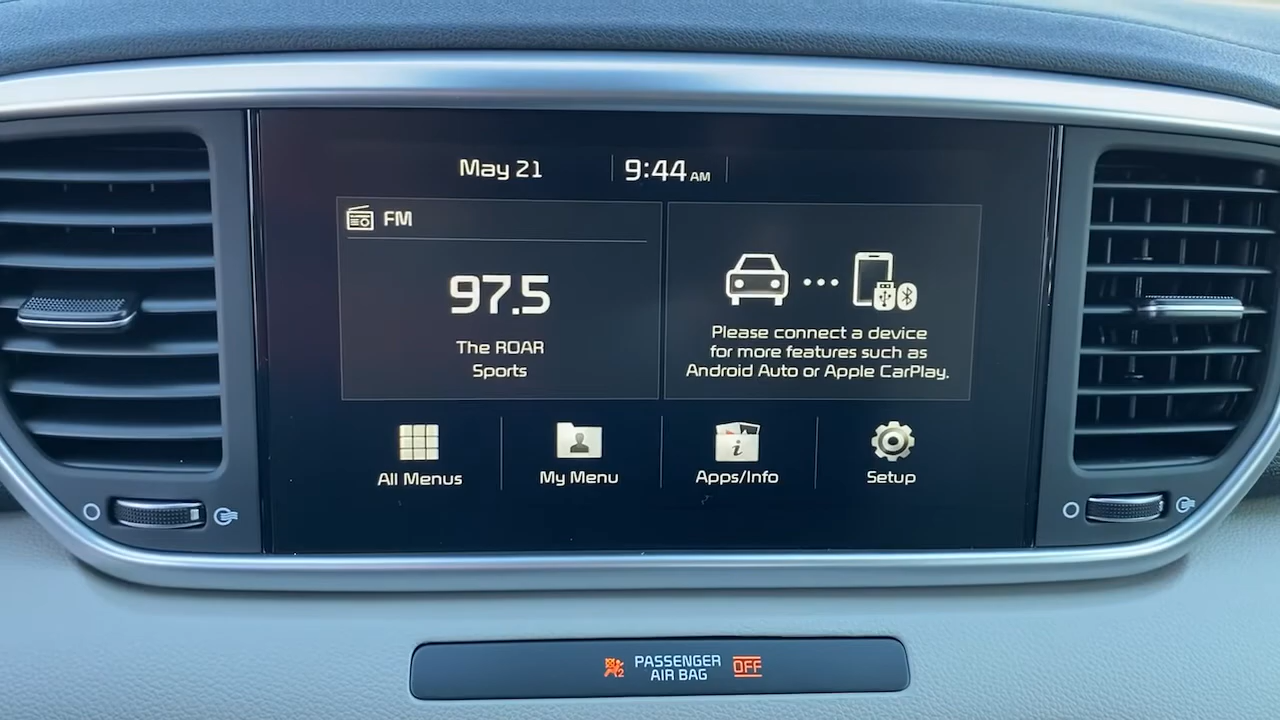 May 21
9:44 AM
FM
97.5
The ROAR
Sports
Please connect a device
for more features such as
Android Auto or Apple CarPlay.
All Menus
My Menu
Apps/Info
Setup
PASSENGER
AIR BAG
OFF